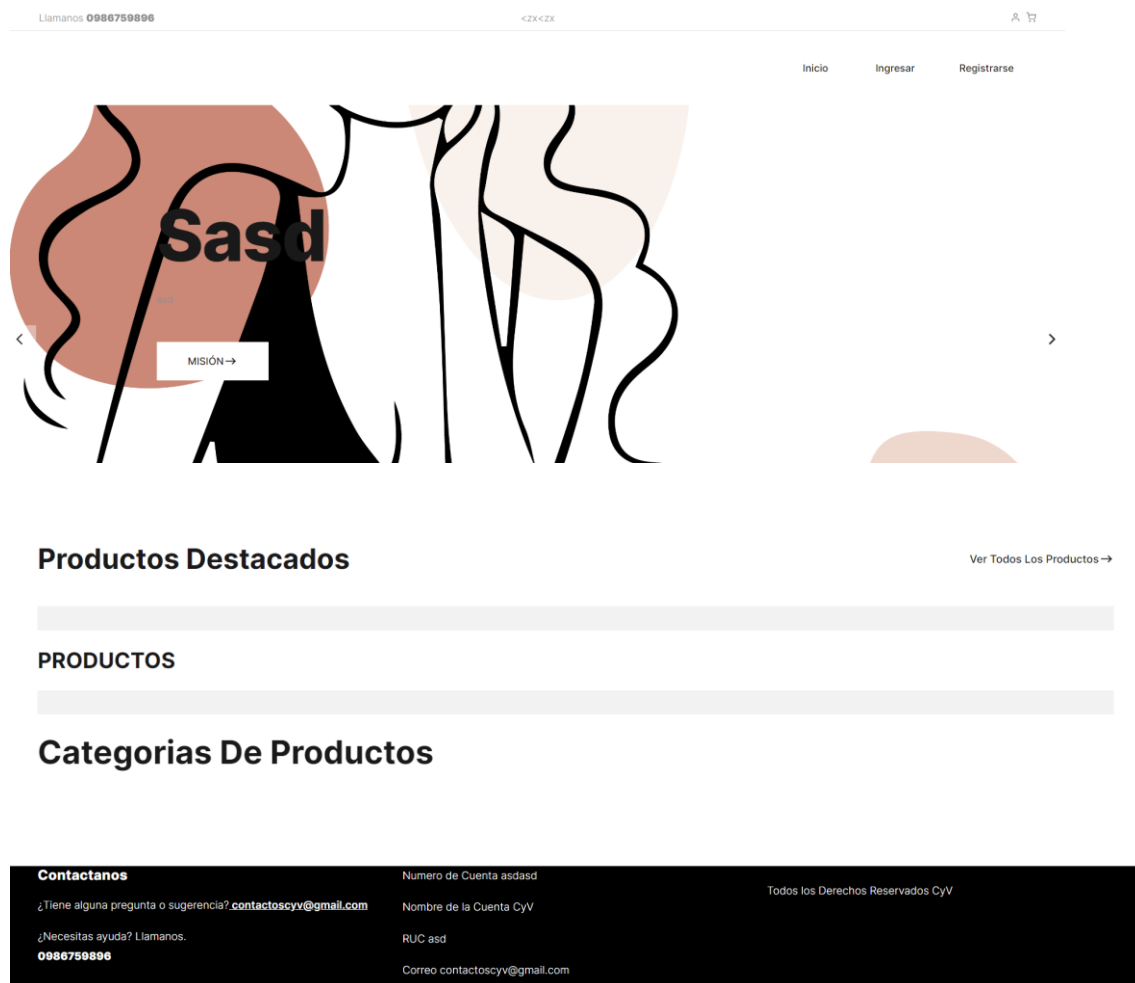 Llamanos 0986759896
<zx<zx
Inicio Ingresar Registrarse
Sasd
asd
MISIÓN→
Productos Destacados
Ver Todos Los Productos→
PRODUCTOS
Categorias De Productos
Contactanos
¿Tiene alguna pregunta o sugerencia? contactoscyv@gmail.com
¿Necesitas ayuda? Llamanos.
0986759896
Numero de Cuenta asdasd
Nombre de la Cuenta CyV
RUC asd
Correo contactoscyv@gmail.com
Todos los Derechos Reservados CyV